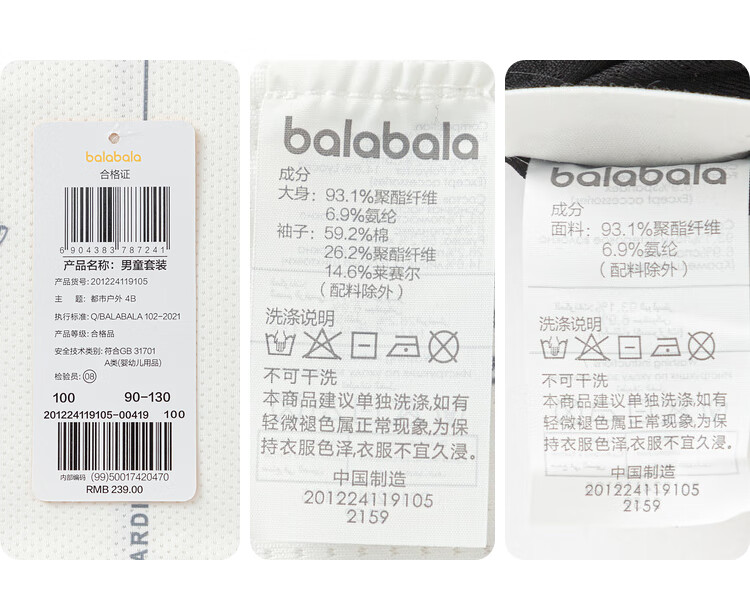 balabala
合格证
6 904383 787241
产品名称：男童套装
产品货号: 201224119105
主 题: 都市户外 4B
执行标准: Q/BALABALA 102-2021
产品等级: 合格品
安全技术类别: 符合GB 31701
A类(婴幼儿用品)
检验员: 08
100 90-130
201224119105-00419 100
内部编码 (99)50017420470
RMB 239.00
ARDI
balabala
成分
大身：93.1%聚酯纤维
6.9%氨纶
袖子：59.2%棉
26.2%聚酯纤维
14.6%莱赛尔
（配料除外）
洗涤说明
不可干洗
本商品建议单独洗涤,如有
轻微褪色属正常现象,为保
持衣服色泽,衣服不宜久浸。
中国制造
201224119105
2159
balabala
成分
面料：93.1%聚酯纤维
6.9%氨纶
（配料除外）
洗涤说明
不可干洗
本商品建议单独洗涤,如有
轻微褪色属正常现象,为保
持衣服色泽,衣服不宜久浸。
中国制造
201224119105
2159